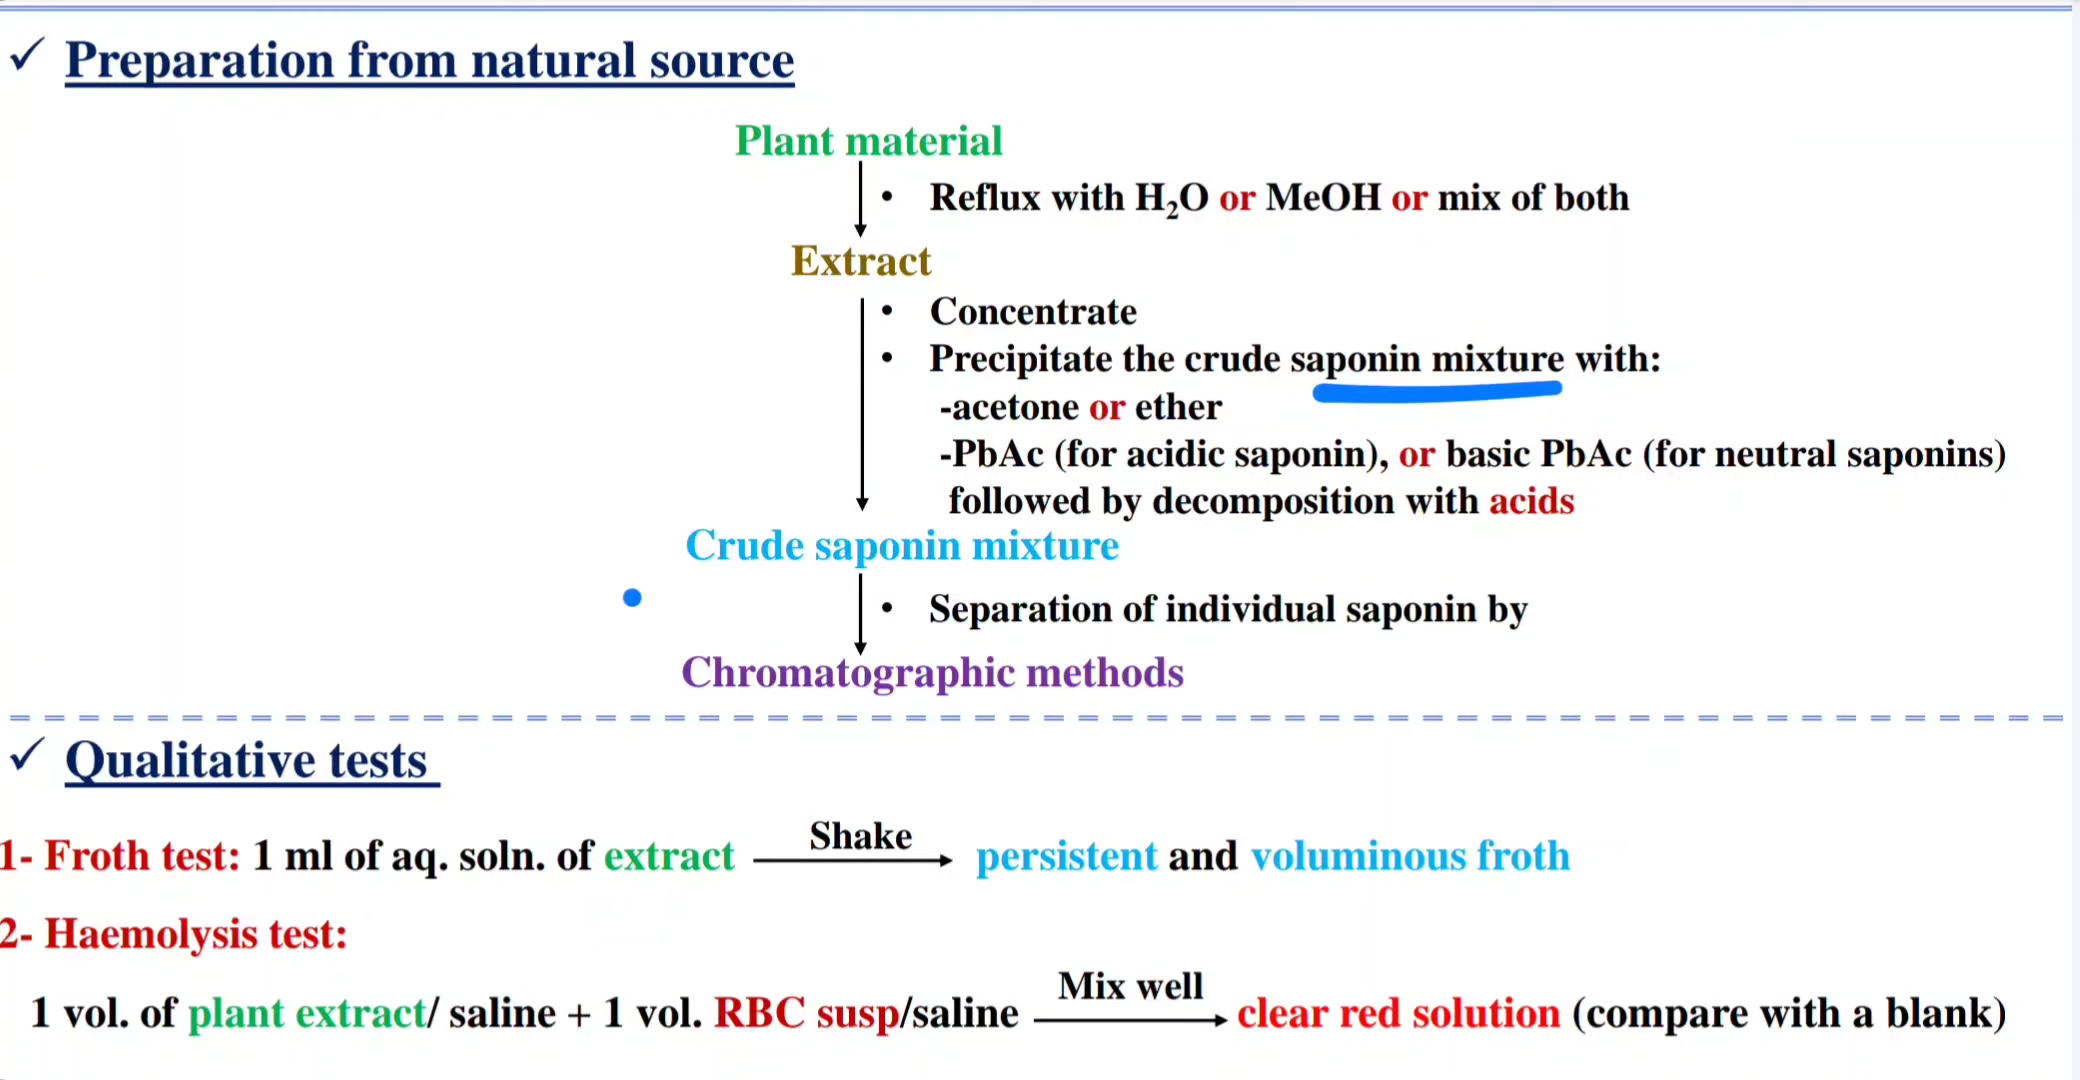 ✓ Preparation from natural source
Plant material
• Reflux with H₂O or MeOH or mix of both
Extract
• Concentrate
• Precipitate the crude saponin mixture with:
-acetone or ether
-PbAc (for acidic saponin), or basic PbAc (for neutral saponins)
followed by decomposition with acids
Crude saponin mixture
• Separation of individual saponin by
Chromatographic methods
✓ Qualitative tests
Shake
1- Froth test: 1 ml of aq. soln. of extract persistent and voluminous froth
2- Haemolysis test:
Mix well
1 vol. of plant extract/ saline + 1 vol. RBC susp/saline clear red solution (compare with a blank)